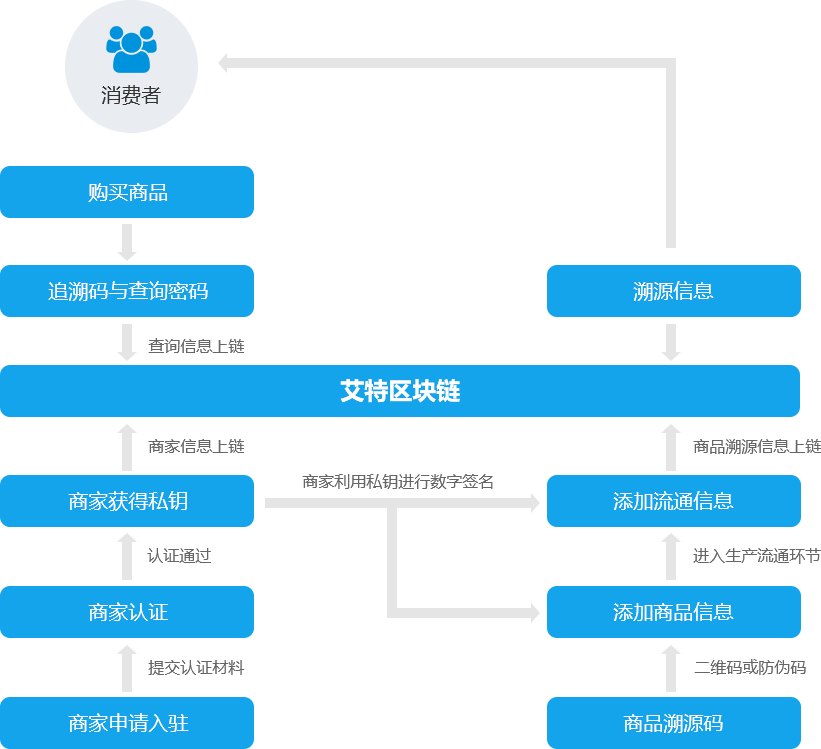 消费者
购买商品
追溯码与查询密码
溯源信息
查询信息上链
艾特区块链
商家信息上链
商品溯源信息上链
商家获得私钥
商家利用私钥进行数字签名
添加流通信息
认证通过
进入生产流通环节
商家认证
添加商品信息
提交认证材料
二维码或防伪码
商家申请入驻
商品溯源码